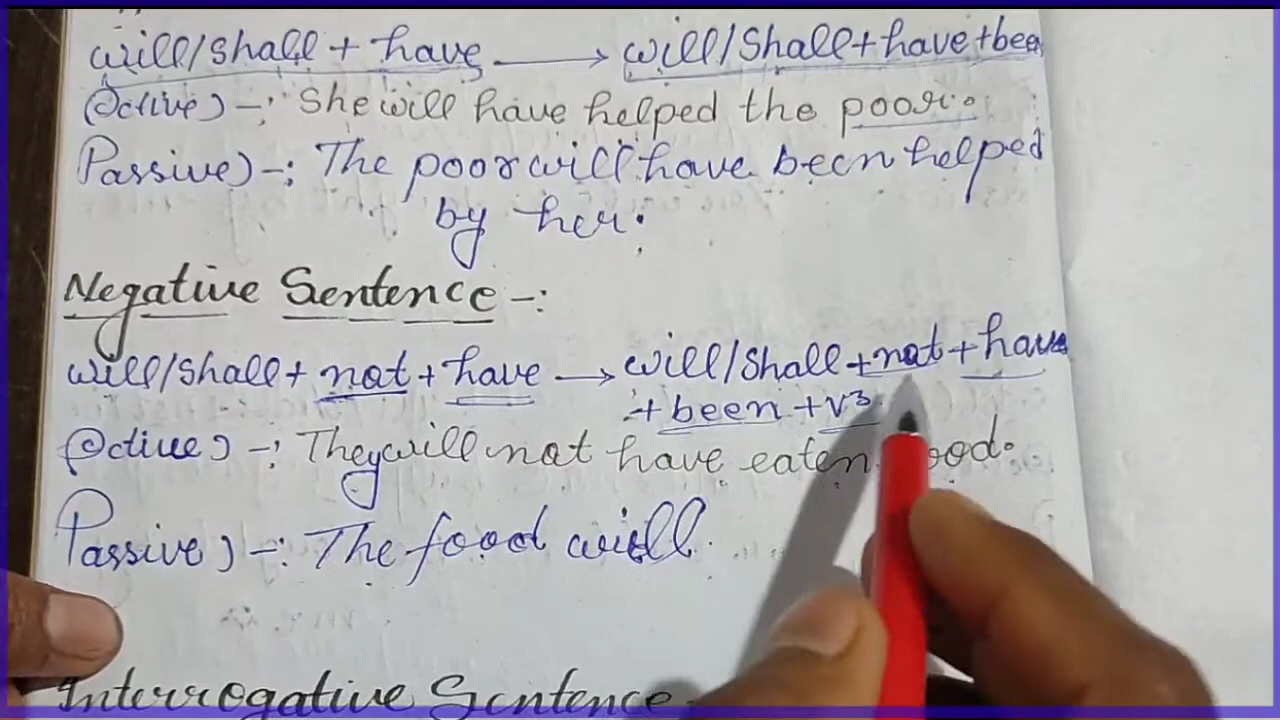 will/shall + have → will/Shall + have + been
Active) -: She will have helped the poor.
Passive) -: The poor will have been helped
by her.
Negative Sentence -:
will/shall + not + have → will/Shall + not + have
+ been + v3
Active) -: They will not have eaten ood.
Passive) -: The food will
Interrogative Sentence -